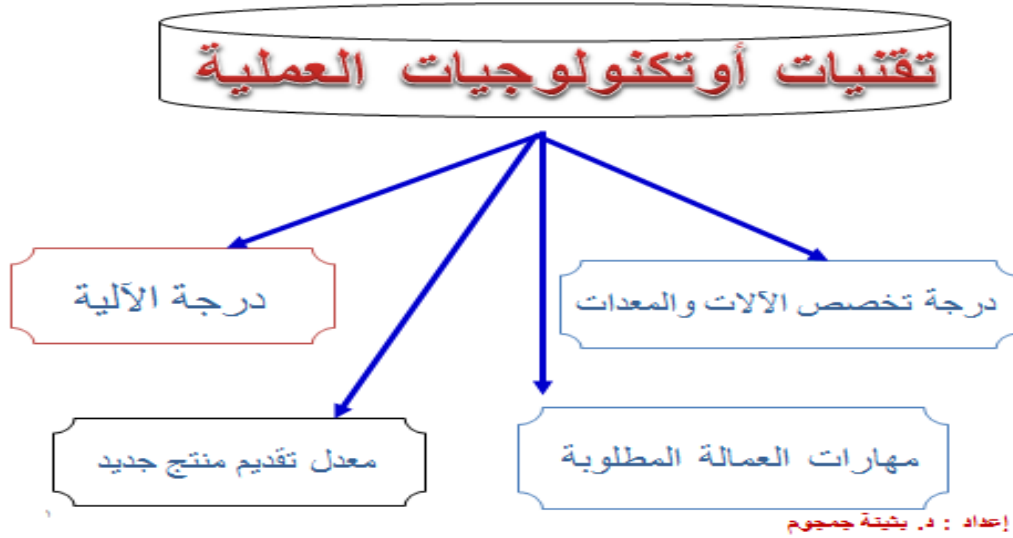 تقنيات أوتكنولوجيات العملية
درجة تخصص الآلات والمعدات
درجة الآلية
مهارات العمالة المطلوبة
معدل تقديم منتج جديد
إعداد : د. بثينة جمجوم